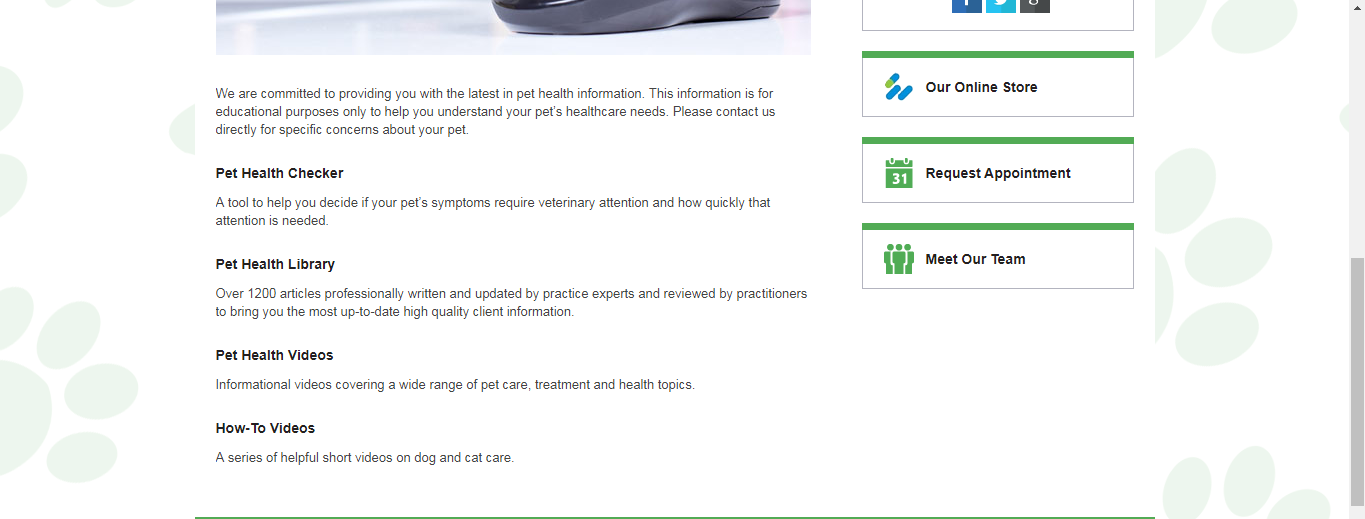 We are committed to providing you with the latest in pet health information. This information is for
educational purposes only to help you understand your pet's healthcare needs. Please contact us
directly for specific concerns about your pet.
Pet Health Checker
A tool to help you decide if your pet's symptoms require veterinary attention and how quickly that
attention is needed.
Pet Health Library
Over 1200 articles professionally written and updated by practice experts and reviewed by practitioners
to bring you the most up-to-date high quality client information.
Pet Health Videos
Informational videos covering a wide range of pet care, treatment and health topics.
How-To Videos
A series of helpful short videos on dog and cat care.
Our Online Store
31
Request Appointment
Meet Our Team